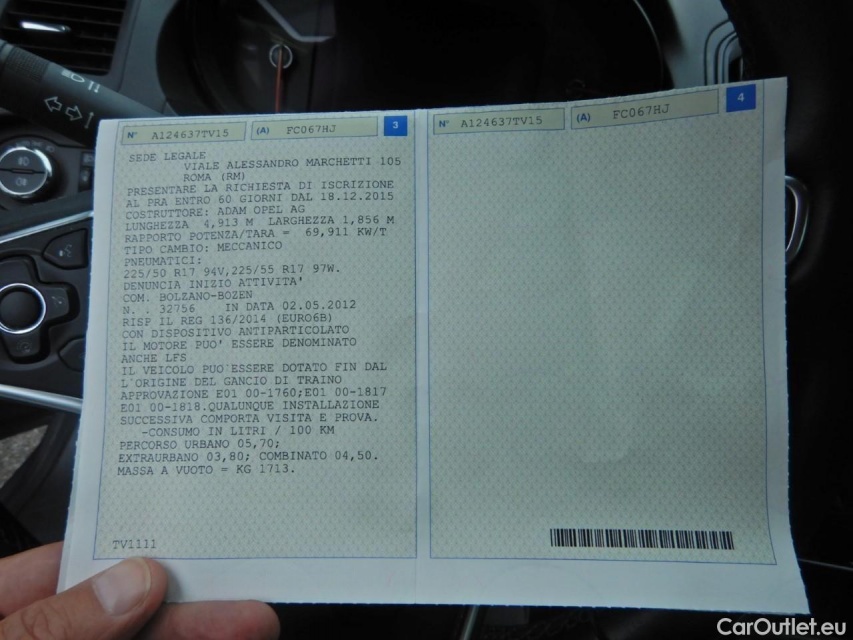 N° A124637TV15 (A) FC067HJ 3
SEDE LEGALE
VIALE ALESSANDRO MARCHETTI 105
ROMA (RM)
PRESENTARE LA RICHIESTA DI ISCRIZIONE
AL PRA ENTRO 60 GIORNI DAL 18.12.2015
COSTRUTTORE: ADAM OPEL AG
LUNGHEZZA 4,913 M LARGHEZZA 1,856 M
RAPPORTO POTENZA/TARA = 69,911 KW/T
TIPO CAMBIO: MECCANICO
PNEUMATICI:
225/50 R17 94V,225/55 R17 97W.
DENUNCIA INIZIO ATTIVITA'
COM. BOLZANO-BOZEN
N. . 32756 IN DATA 02.05.2012
RISP IL REG 136/2014 (EURO6B)
CON DISPOSITIVO ANTIPARTICOLATO
IL MOTORE PUO' ESSERE DENOMINATO
ANCHE LFS
IL VEICOLO PUO'ESSERE DOTATO FIN DAL
L'ORIGINE DEL GANCIO DI TRAINO
APPROVAZIONE E01 00-1760;E01 00-1817
E01 00-1818.QUALUNQUE INSTALLAZIONE
SUCCESSIVA COMPORTA VISITA E PROVA.
-CONSUMO IN LITRI / 100 KM
PERCORSO URBANO 05,70;
EXTRAURBANO 03,80; COMBINATO 04,50.
MASSA A VUOTO = KG 1713.
TV1111
N° A124637TV15 (A) FC067HJ 4
CarOutlet.eu